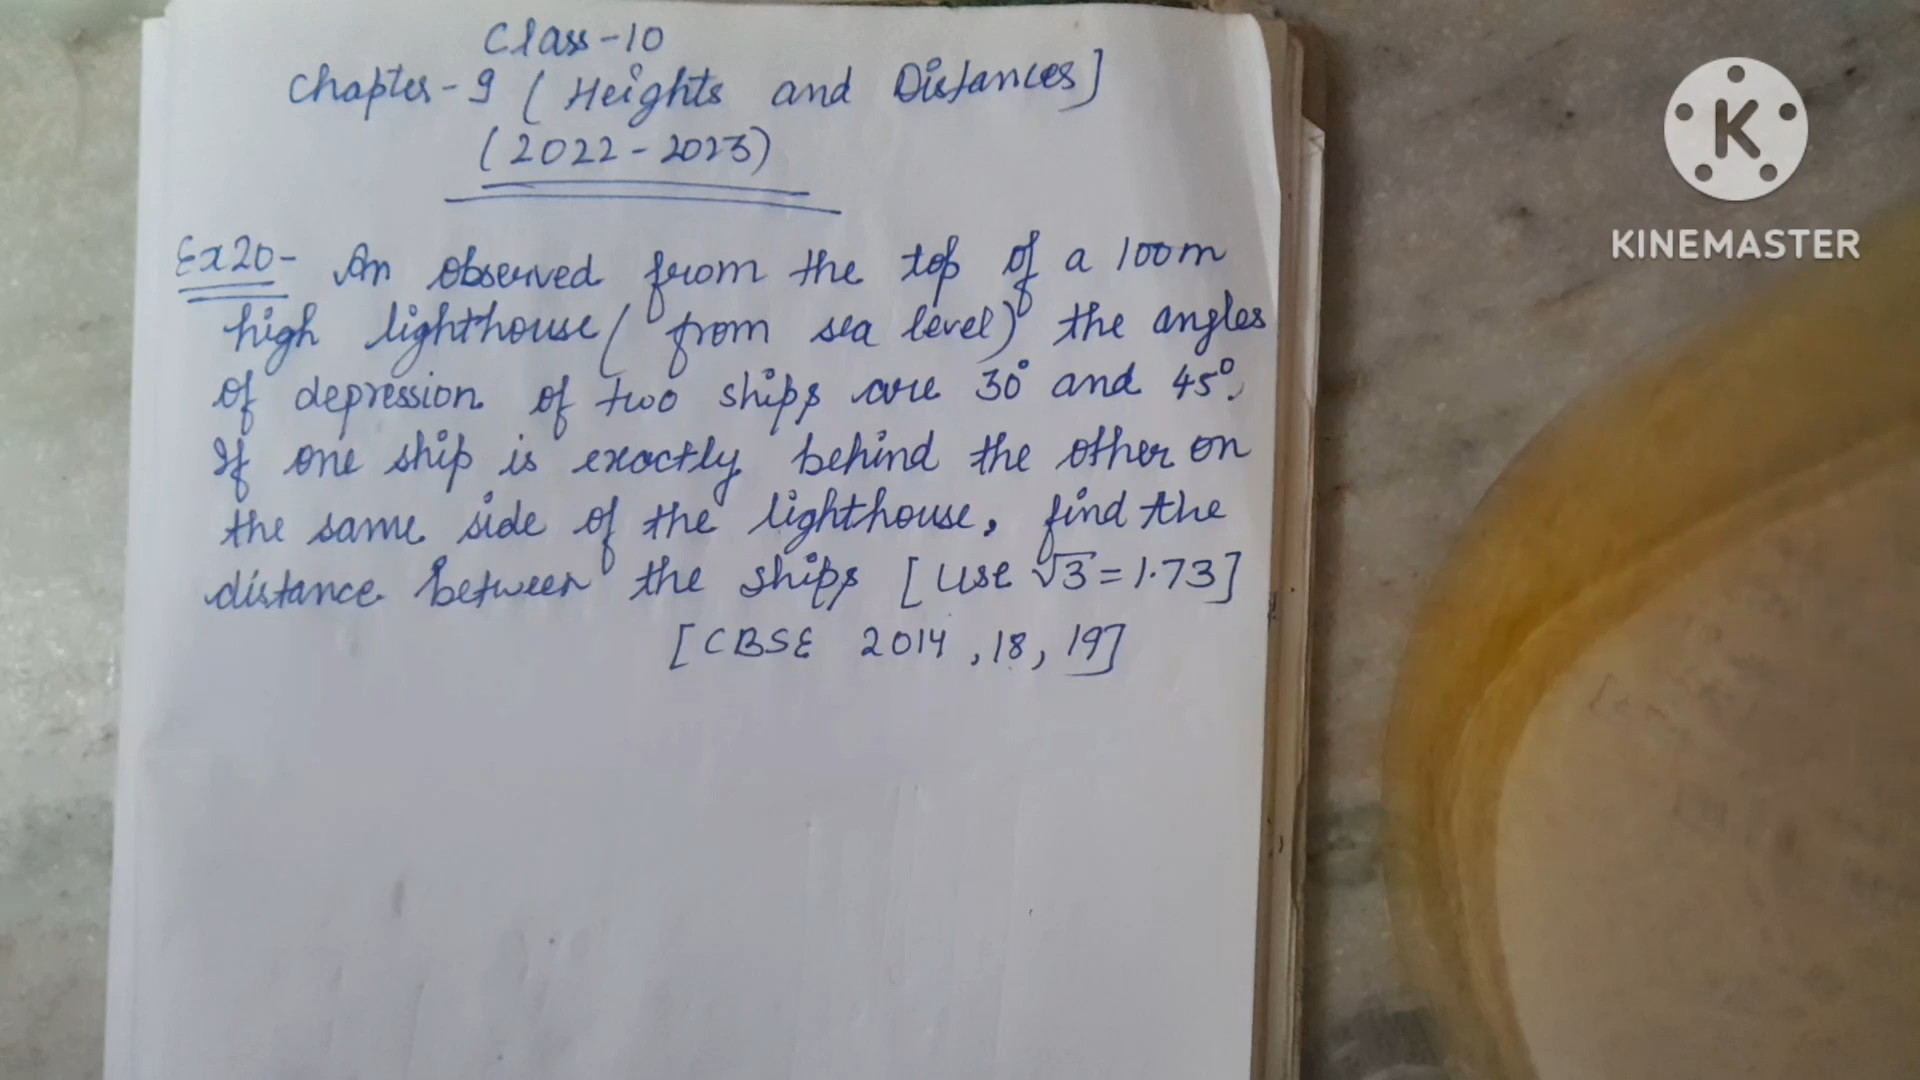 Class-10
Chapter-9 (Heights and Distances]
(2022-2023)
Ex20- An observed from the top of a 100m
high lighthouse (from sea level) the angles
of depression of two ships are 30° and 45°.
If one ship is exactly behind the other on
the same side of the lighthouse, find the
distance between the ships [Use √3=1.73]
[CBSE 2014, 18, 19]
K
KINEMASTER